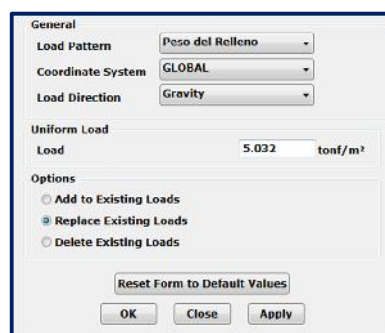 General
Load Pattern Peso del Relleno
Coordinate System GLOBAL
Load Direction Gravity
Uniform Load
Load 5.032 tonf/m²
Options
Add to Existing Loads
Replace Existing Loads
Delete Existing Loads
Reset Form to Default Values
OK Close Apply